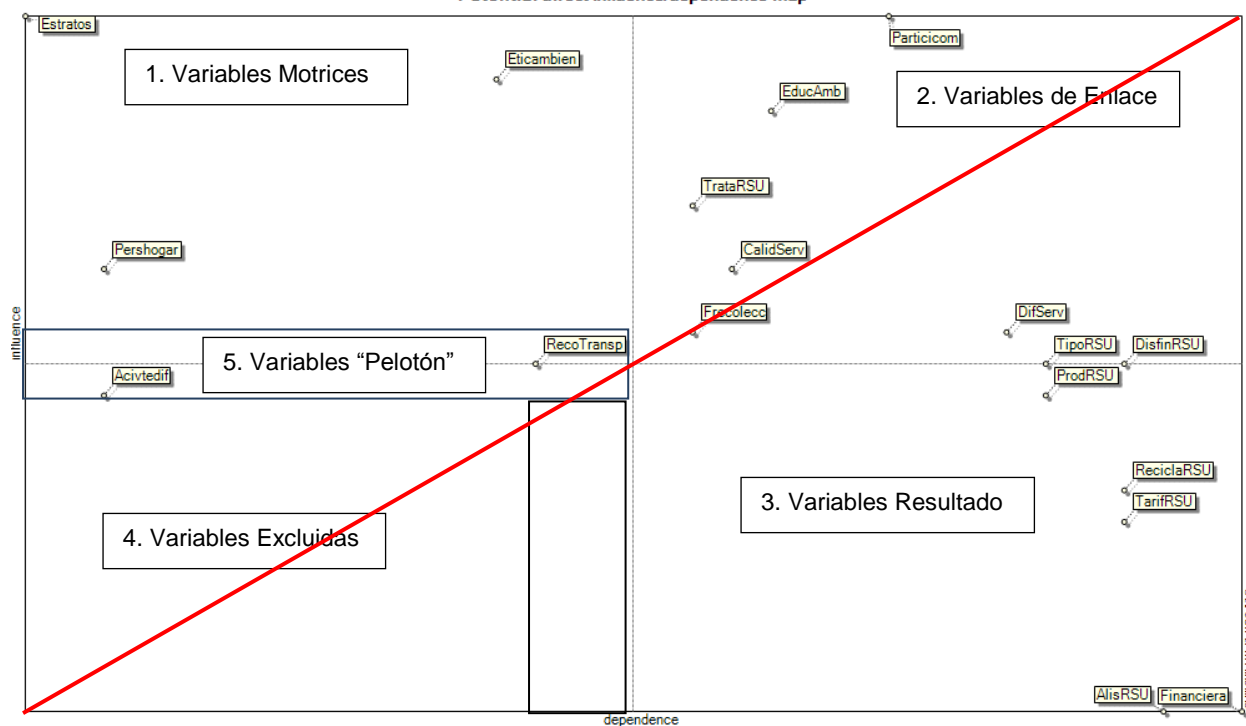 Estratos
Particicom
Eticambien
1. Variables Motrices
EducAmb
2. Variables de Enlace
TrataRSU
Pershogar
CalidServ
influence
Frecolecc
DifServ
RecoTransp
TipoRSU
DisfinRSU
5. Variables “Pelotón”
Acivtedif
ProdRSU
ReciclaRSU
3. Variables Resultado
TarifRSU
4. Variables Excluidas
AlisRSU
Financiera
dependence